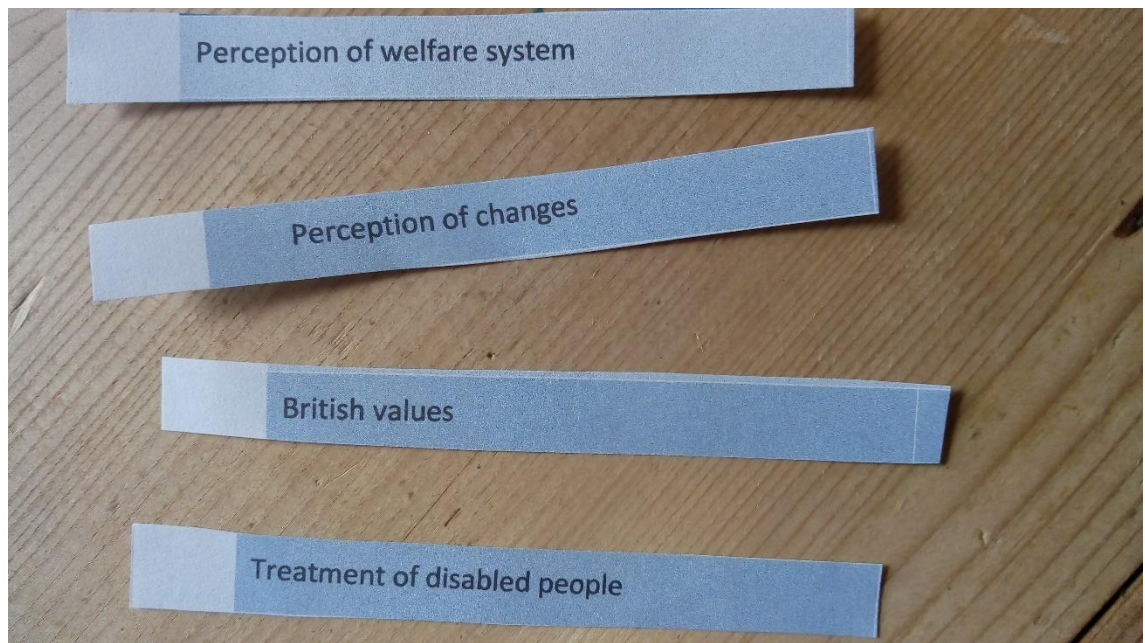 Perception of welfare system
Perception of changes
British values
Treatment of disabled people